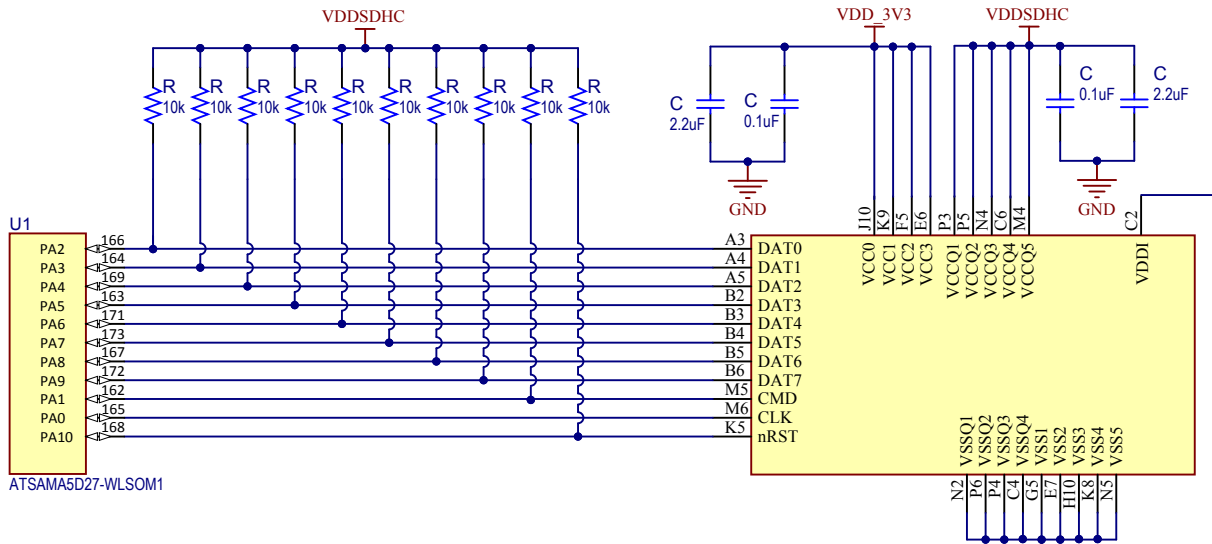 VDDSDHC VDD_3V3 VDDSDHC
R R R R R R R R R R
10k 10k 10k 10k 10k 10k 10k 10k 10k 10k
C 2.2uF
C 0.1uF
C 0.1uF
C 2.2uF
GND GND
J10 K9 F5 E6 P3 P5 N4 C6 M4 C2
VCC0 VCC1 VCC2 VCC3 VCCQ1 VCCQ2 VCCQ3 VCCQ4 VCCQ5 VDDI
U1
PA2 166 A3 DAT0
PA3 164 A4 DAT1
PA4 169 A5 DAT2
PA5 163 B2 DAT3
PA6 171 B3 DAT4
PA7 173 B4 DAT5
PA8 167 B5 DAT6
PA9 172 B6 DAT7
PA1 162 M5 CMD
PA0 165 M6 CLK
PA10 168 K5 nRST
VSSQ1 VSSQ2 VSSQ3 VSSQ4 VSS1 VSS2 VSS3 VSS4 VSS5
N2 P6 P4 C4 G5 E7 H10 K8 N5
ATSAMA5D27-WLSOM1